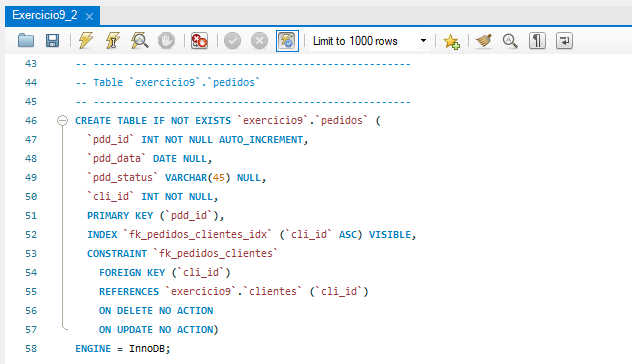 Exercicio9_2
Limit to 1000 rows
43 -- -----------------------------------------------------
44 -- Table `exercicio9`.`pedidos`
45 -- -----------------------------------------------------
46 CREATE TABLE IF NOT EXISTS `exercicio9`.`pedidos` (
47 `pdd_id` INT NOT NULL AUTO_INCREMENT,
48 `pdd_data` DATE NULL,
49 `pdd_status` VARCHAR(45) NULL,
50 `cli_id` INT NOT NULL,
51 PRIMARY KEY (`pdd_id`),
52 INDEX `fk_pedidos_clientes_idx` (`cli_id` ASC) VISIBLE,
53 CONSTRAINT `fk_pedidos_clientes`
54 FOREIGN KEY (`cli_id`)
55 REFERENCES `exercicio9`.`clientes` (`cli_id`)
56 ON DELETE NO ACTION
57 ON UPDATE NO ACTION)
58 ENGINE = InnoDB;